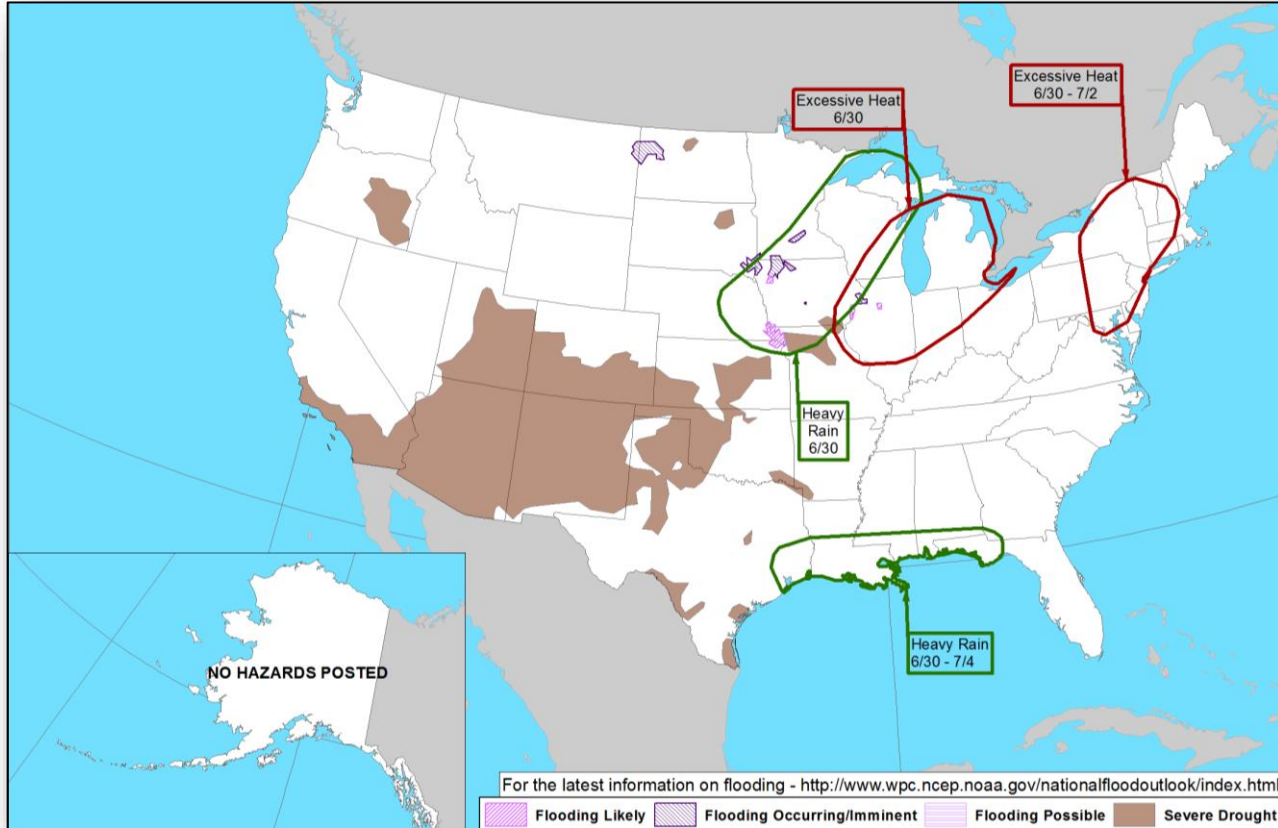 Excessive Heat
6/30 - 7/2
Excessive Heat
6/30
Heavy
Rain
6/30
Heavy Rain
6/30 - 7/4
NO HAZARDS POSTED
For the latest information on flooding - http://www.wpc.ncep.noaa.gov/nationalfloodoutlook/index.html
Flooding Likely Flooding Occurring/Imminent Flooding Possible Severe Drought